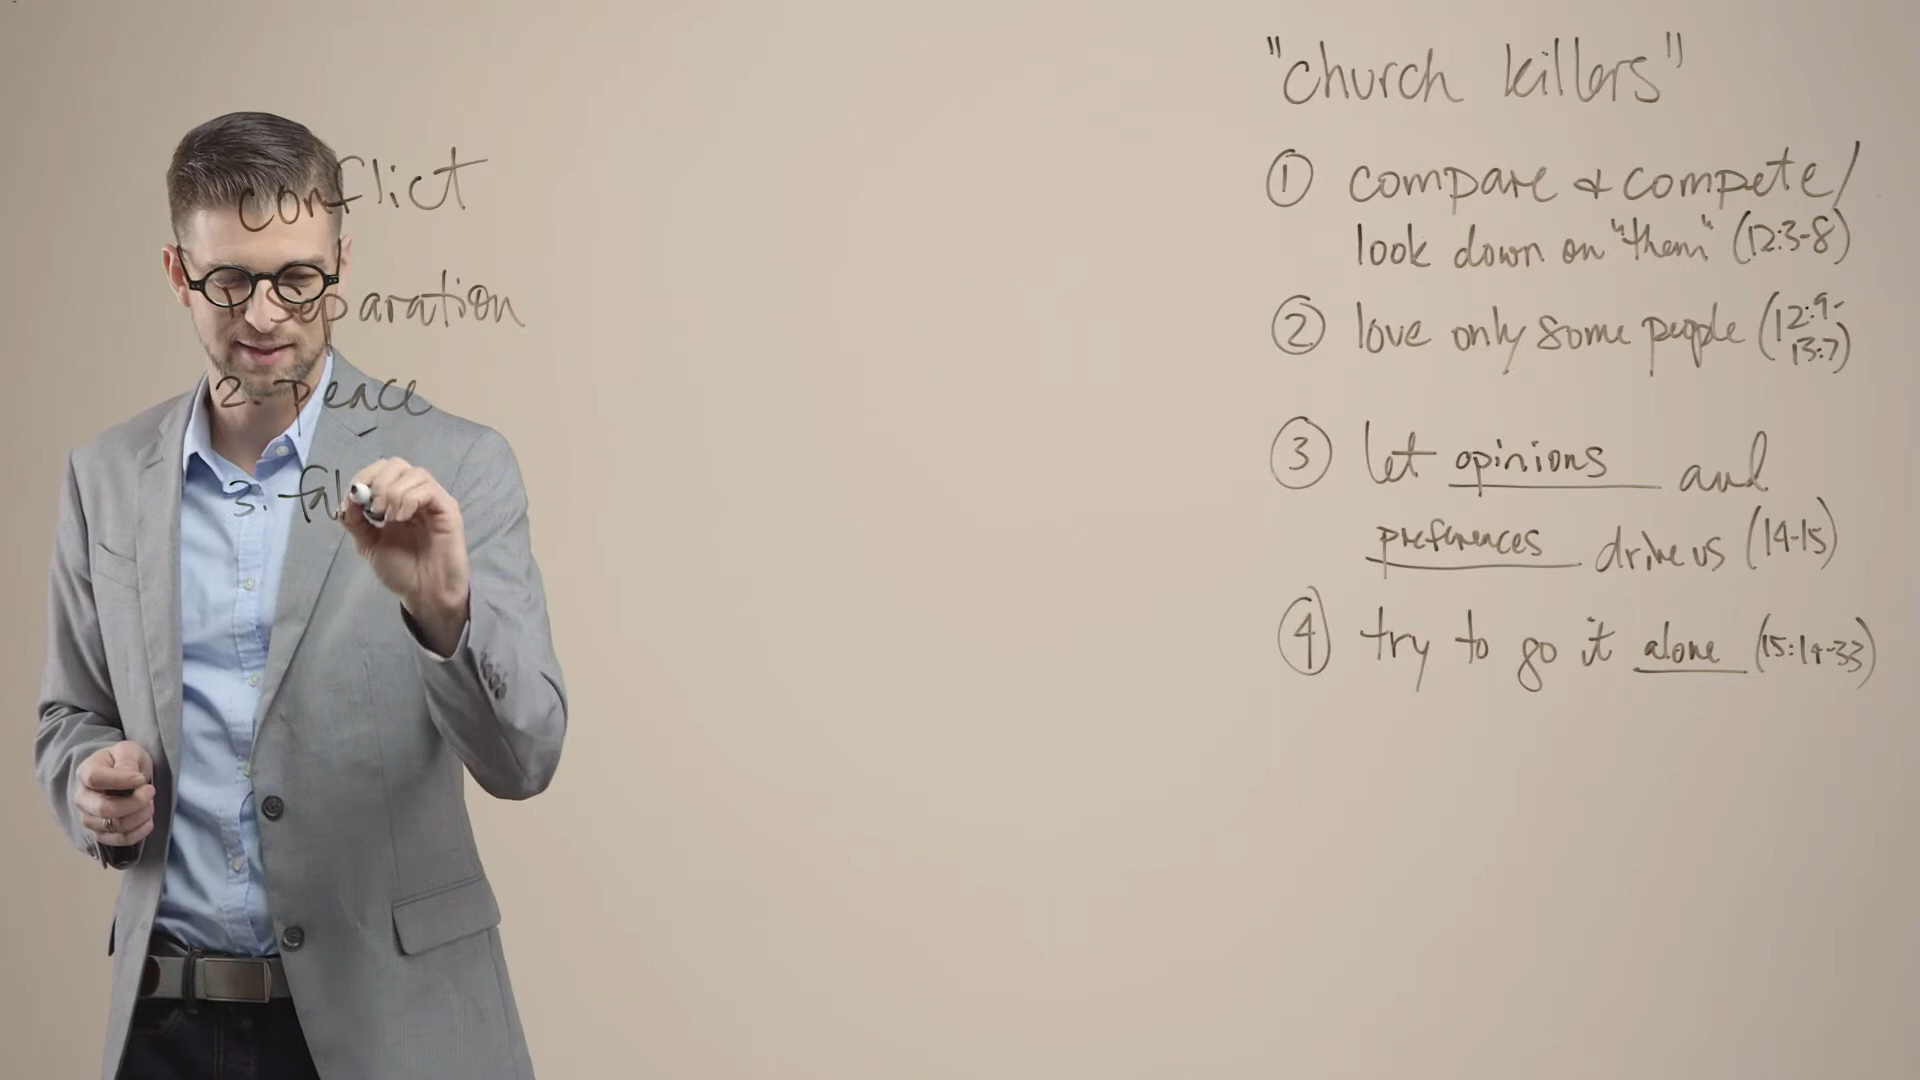 conflict
1. separation
2. peace
3. fal
"church killers"
① compare & compete/
look down on "them" (12:3-8)
② love only some people (12:9-
13:7)
③ let opinions and
preferences drive us (14-15)
④ try to go it alone (15:14-33)